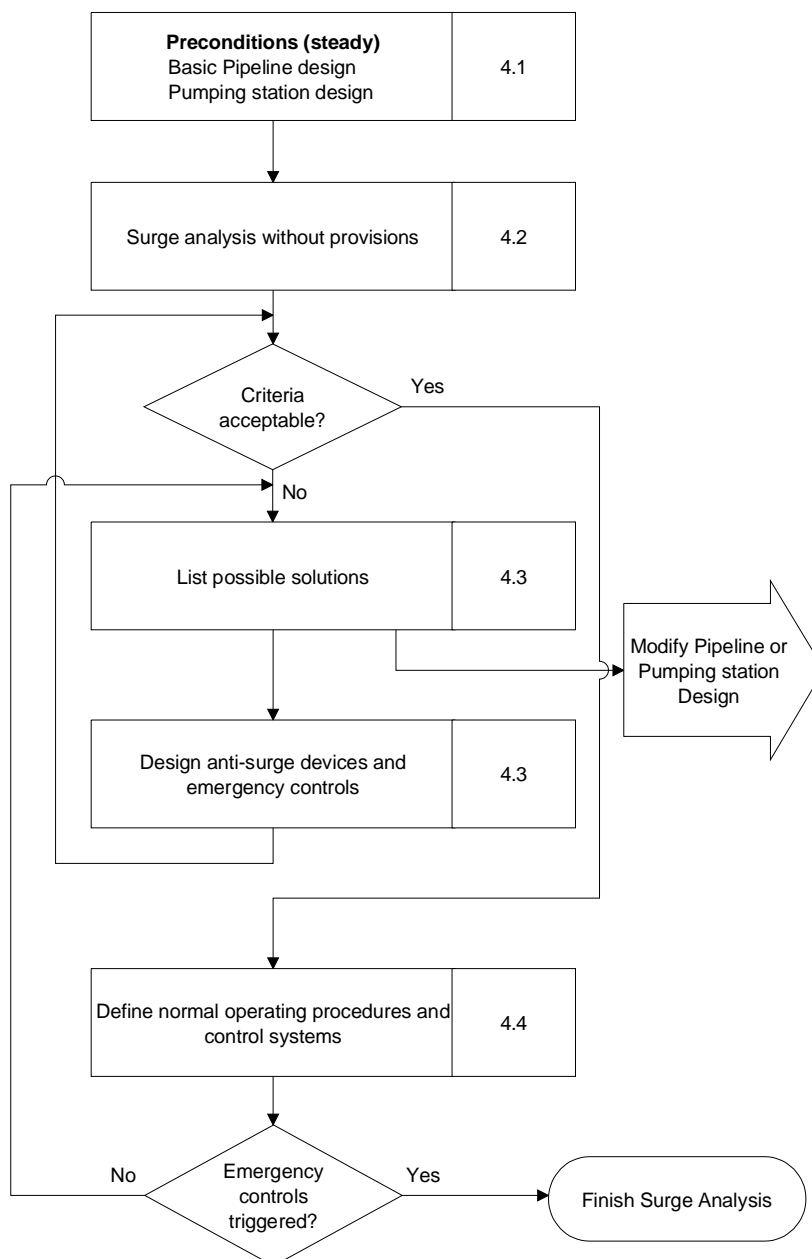 Preconditions (steady)
Basic Pipeline design
Pumping station design
4.1
Surge analysis without provisions
4.2
Criteria
acceptable?
Yes
No
List possible solutions
4.3
Modify Pipeline or
Pumping station
Design
Design anti-surge devices and
emergency controls
4.3
Define normal operating procedures and
control systems
4.4
No
Emergency
controls
triggered?
Yes
Finish Surge Analysis